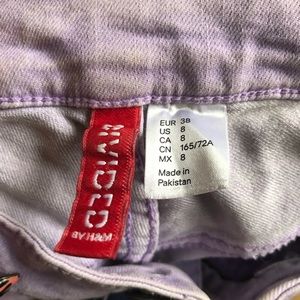 DIVIDED
BY H&M
EUR 38
US 8
CA 8
CN 165/72A
MX 8
Made in
Pakistan